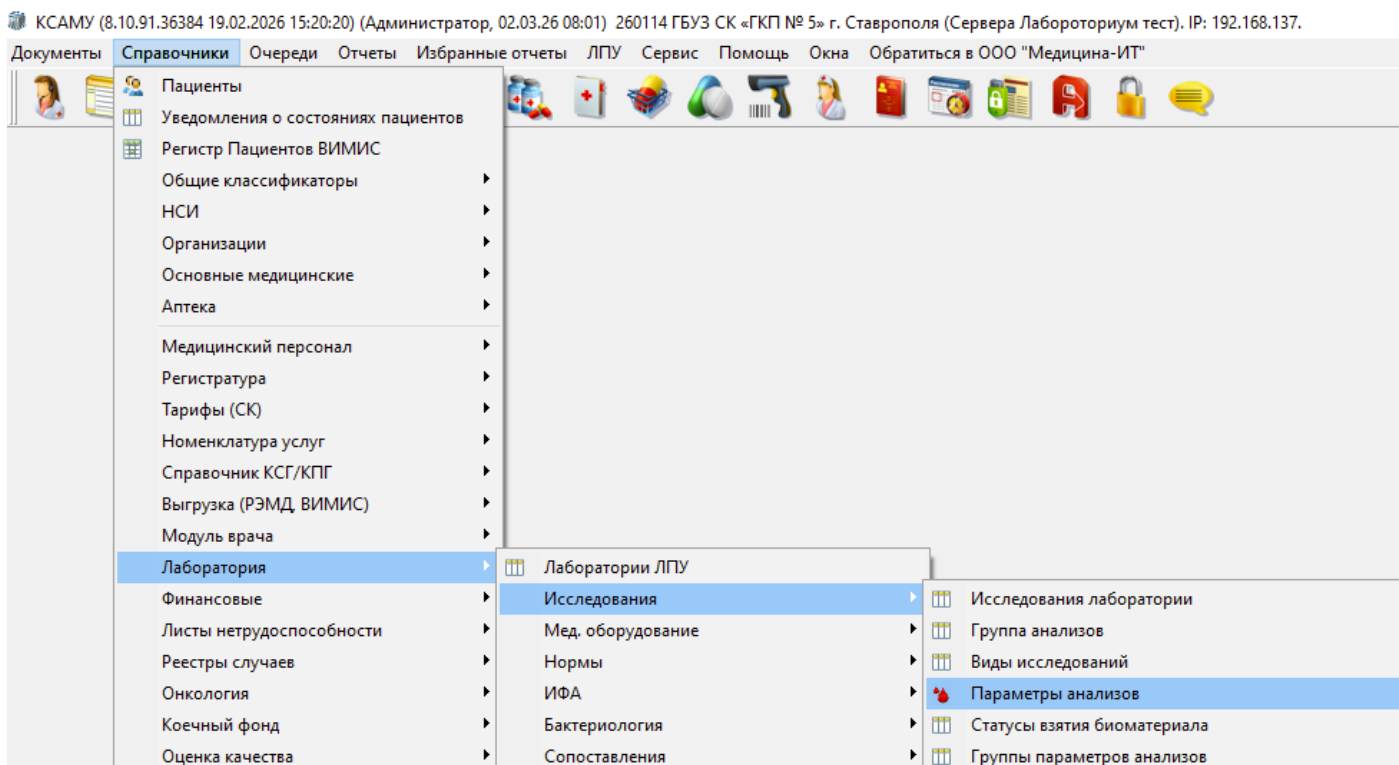 КСАМУ (8.10.91.36384 19.02.2026 15:20:20) (Администратор, 02.03.26 08:01) 260114 ГБУЗ СК «ГКП № 5» г. Ставрополя (Сервера Лабороториум тест). IP: 192.168.137.
Документы Справочники Очереди Отчеты Избранные отчеты ЛПУ Сервис Помощь Окна Обратиться в ООО "Медицина-ИТ"
Пациенты
Уведомления о состояниях пациентов
Регистр Пациентов ВИМИС
Общие классификаторы
НСИ
Организации
Основные медицинские
Аптека
Медицинский персонал
Регистратура
Тарифы (СК)
Номенклатура услуг
Справочник КСГ/КПГ
Выгрузка (РЭМД, ВИМИС)
Модуль врача
Лаборатория
Финансовые
Листы нетрудоспособности
Реестры случаев
Онкология
Коечный фонд
Оценка качества
Лаборатории ЛПУ
Исследования
Мед. оборудование
Нормы
ИФА
Бактериология
Сопоставления
Исследования лаборатории
Группа анализов
Виды исследований
Параметры анализов
Статусы взятия биоматериала
Группы параметров анализов